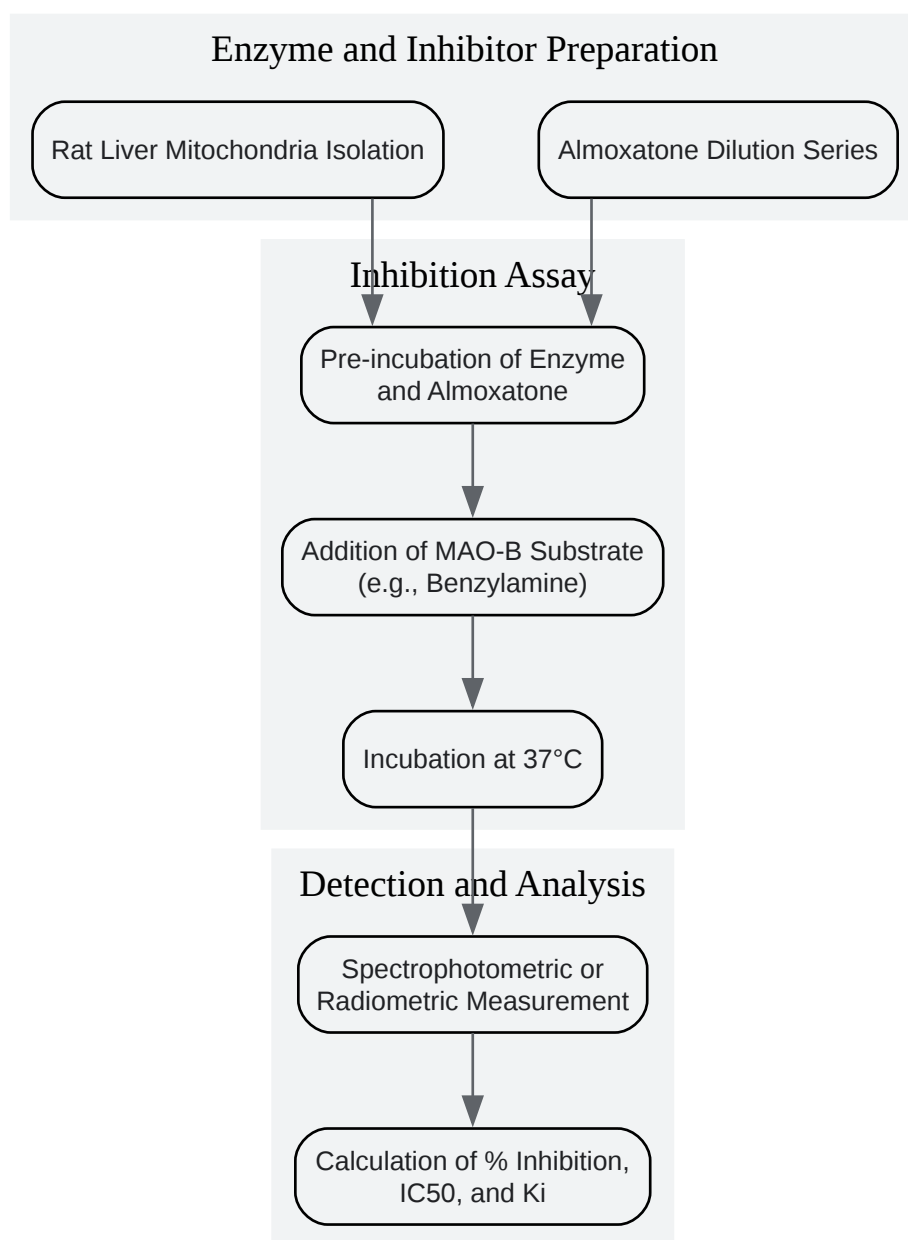 Enzyme and Inhibitor Preparation
Rat Liver Mitochondria Isolation
Almoxatone Dilution Series
Inhibition Assay
Pre-incubation of Enzyme
and Almoxatone
Addition of MAO-B Substrate
(e.g., Benzylamine)
Incubation at 37°C
Detection and Analysis
Spectrophotometric or
Radiometric Measurement
Calculation of % Inhibition,
IC50, and Ki